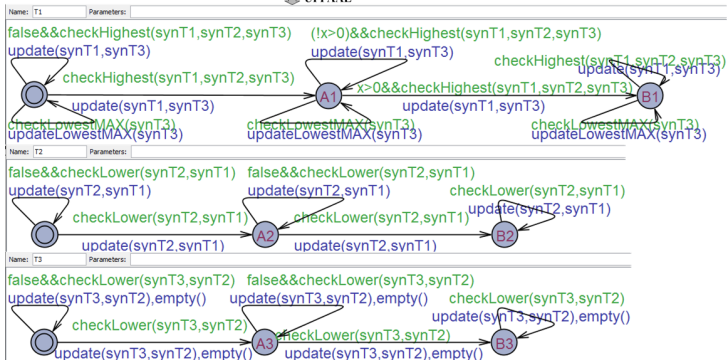 UPPAAL
Name: T1 Parameters:
false&&checkHighest(synT1,synT2,synT3) (!x>0)&&checkHighest(synT1,synT2,synT3)
update(synT1,synT3) update(synT1,synT3) checkHighest(synT1,synT2,synT3)
update(synT1,synT3)
checkHighest(synT1,synT2,synT3) x>0&&checkHighest(synT1,synT2,synT3)
A1 B1
update(synT1,synT3) update(synT1,synT3)
checkLowestMAX(synT3) checkLowestMAX(synT3) checkLowestMAX(synT3)
updateLowestMAX(synT3) updateLowestMAX(synT3) updateLowestMAX(synT3)
Name: T2 Parameters:
false&&checkLower(synT2,synT1) false&&checkLower(synT2,synT1)
update(synT2,synT1) update(synT2,synT1) checkLower(synT2,synT1)
update(synT2,synT1)
checkLower(synT2,synT1) checkLower(synT2,synT1)
A2 B2
update(synT2,synT1) update(synT2,synT1)
Name: T3 Parameters:
false&&checkLower(synT3,synT2) false&&checkLower(synT3,synT2)
update(synT3,synT2),empty() update(synT3,synT2),empty() checkLower(synT3,synT2)
update(synT3,synT2),empty()
checkLower(synT3,synT2) checkLower(synT3,synT2)
A3 B3
update(synT3,synT2),empty() update(synT3,synT2),empty()